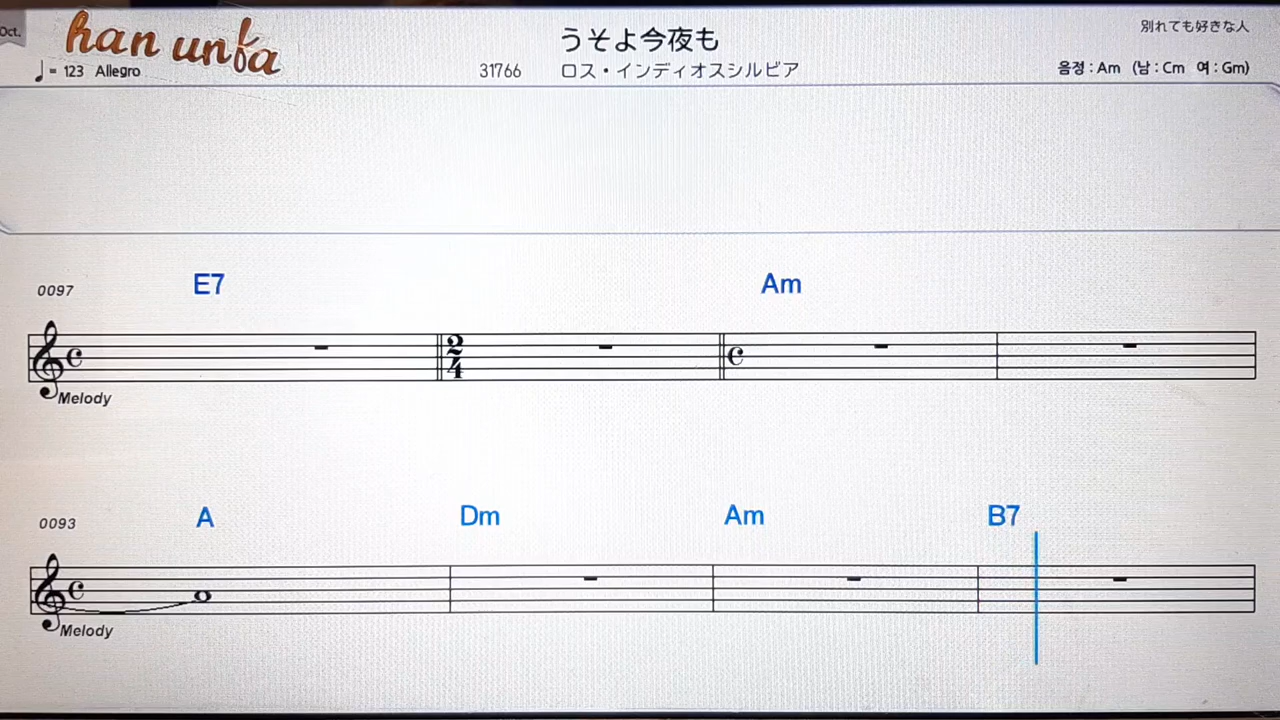 Oct.
han unfa
うそよ今夜も
別れても好きな人
= 123 Allegro
31766 ロス・インディオスシルビア
음정 : Am (남 : Cm 여 : Gm)
0097 E7 Am
2
4
Melody
0093 A Dm Am B7
Melody